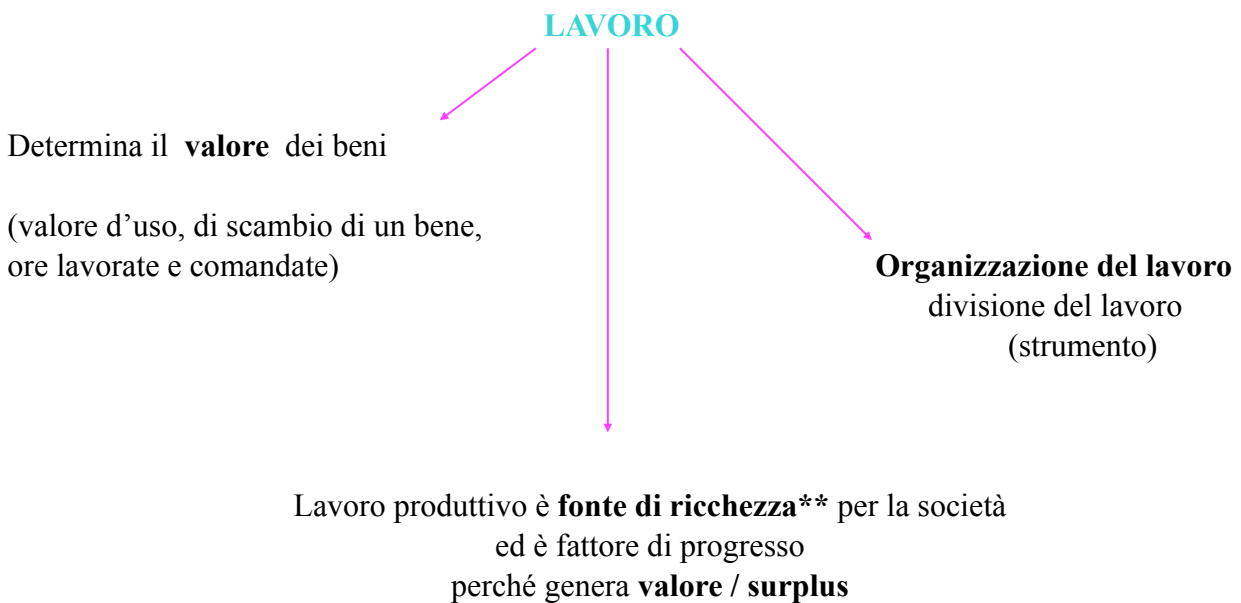 LAVORO
Determina il valore dei beni
(valore d’uso, di scambio di un bene,
ore lavorate e comandate)
Organizzazione del lavoro
divisione del lavoro
(strumento)
Lavoro produttivo è fonte di ricchezza** per la società
ed è fattore di progresso
perché genera valore / surplus